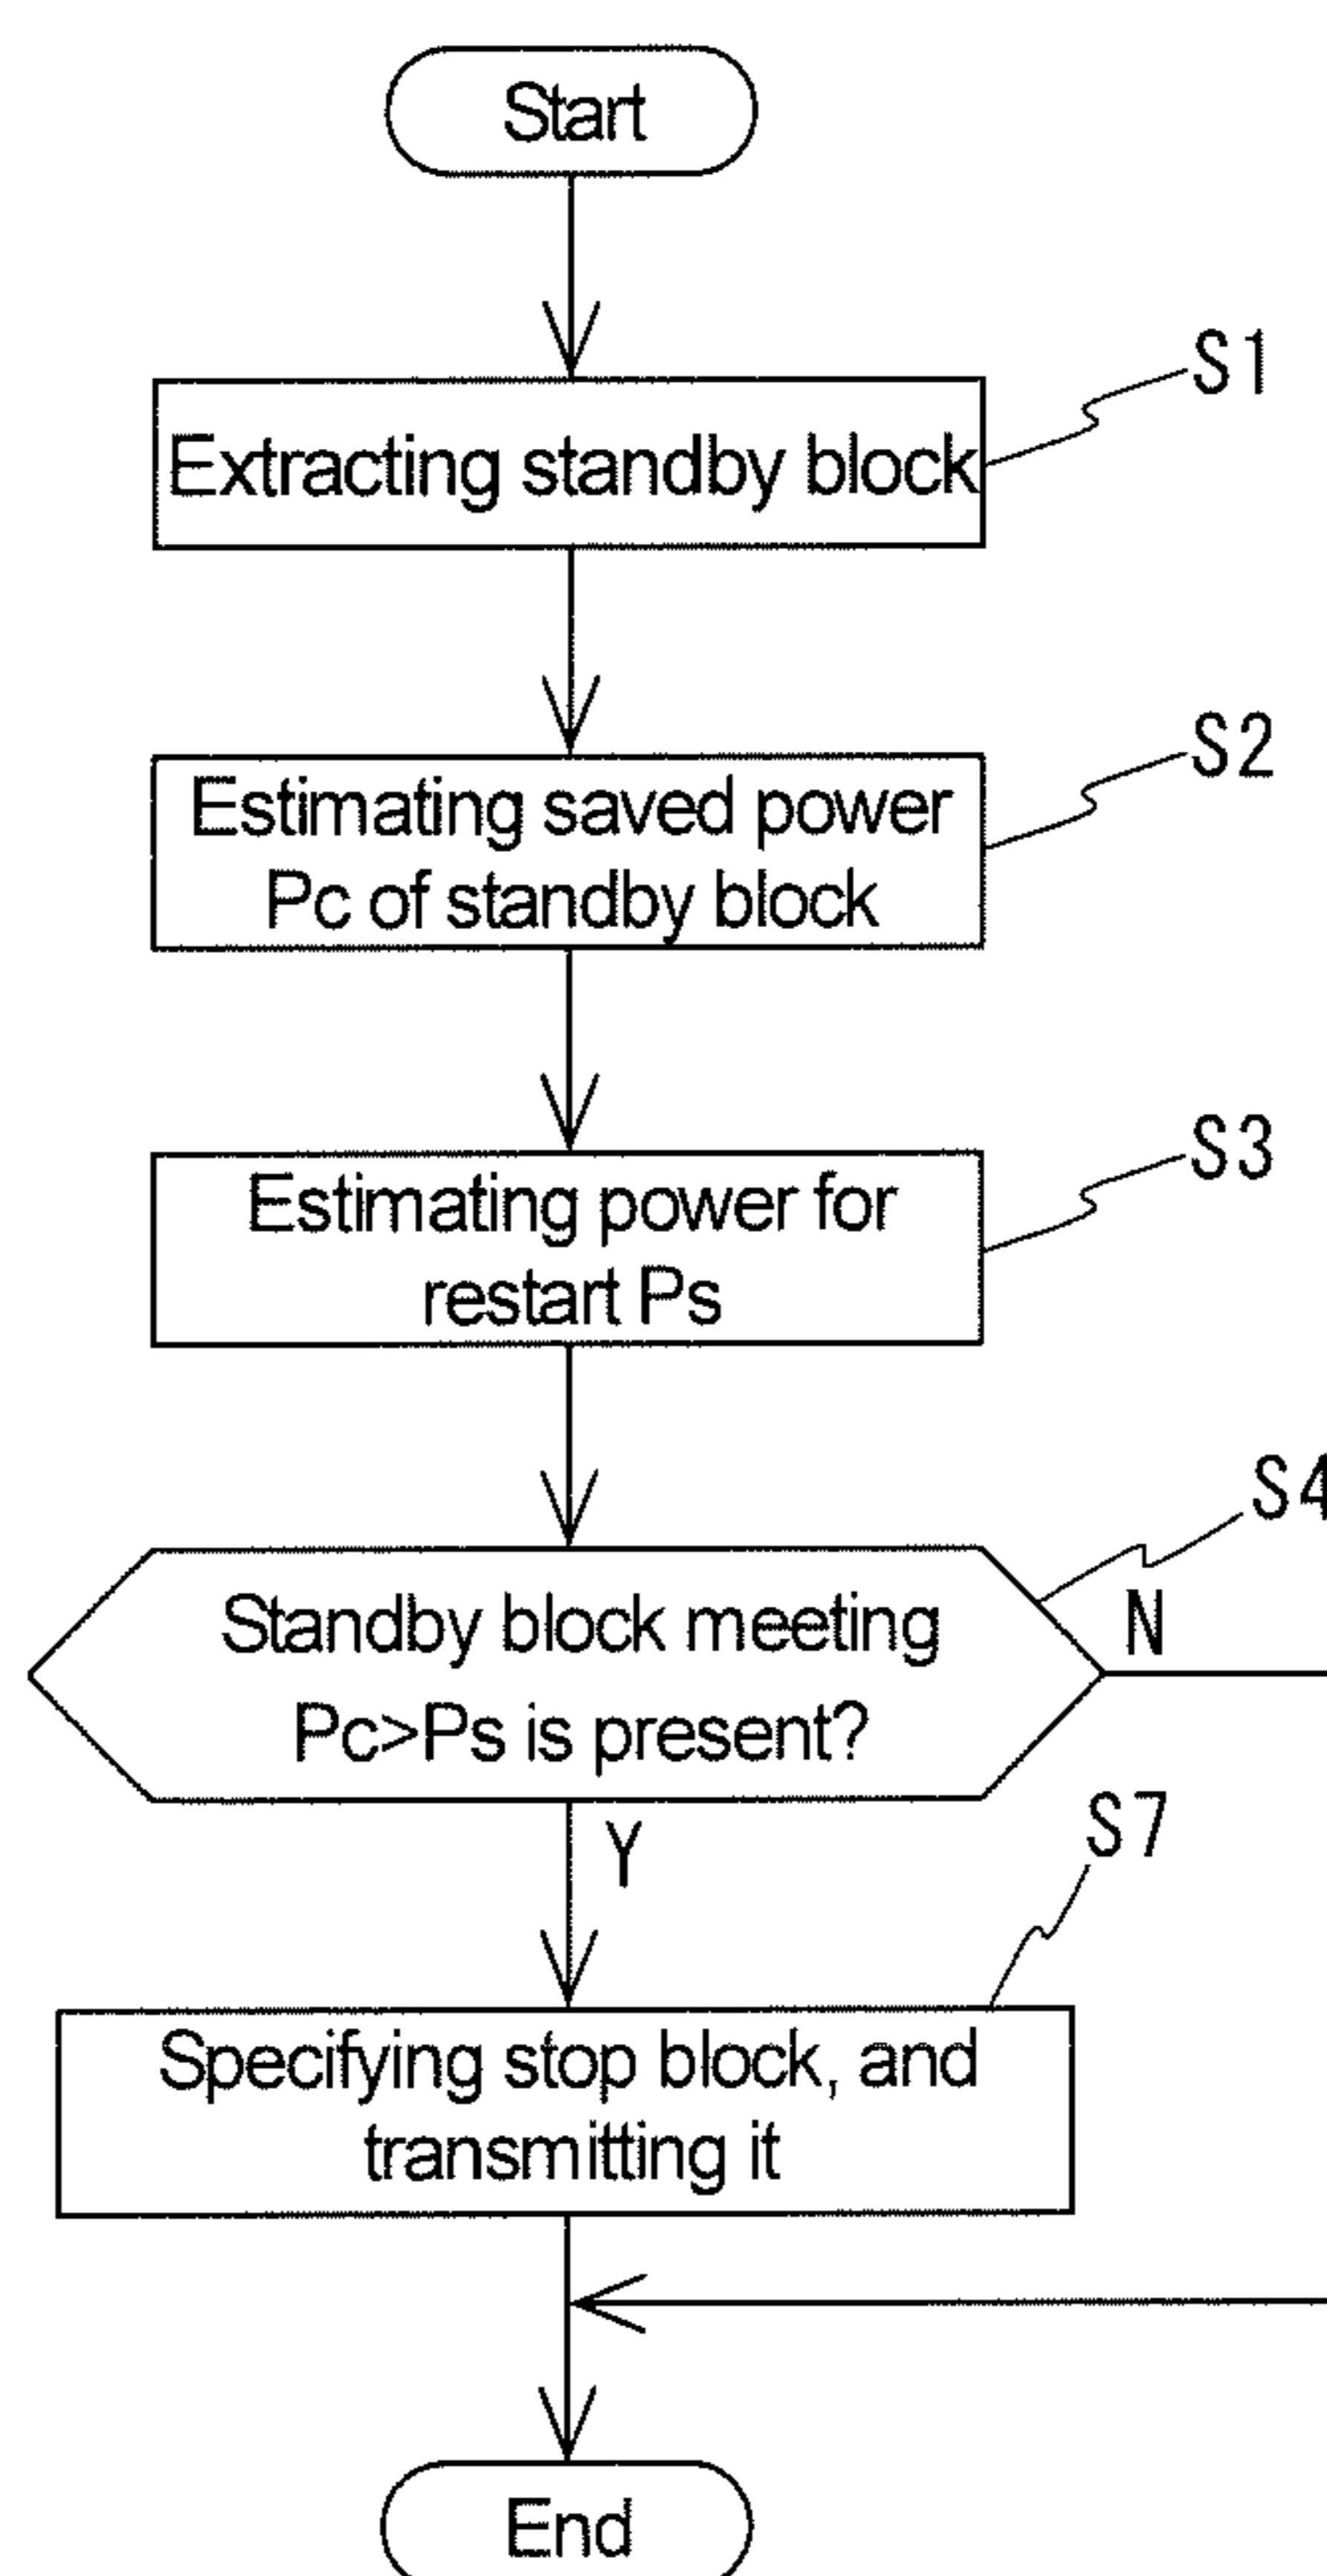 Start
S1
Extracting standby block
S2
Estimating saved power
Pc of standby block
S3
Estimating power for
restart Ps
S4
N
Standby block meeting
Pc>Ps is present?
Y
S7
Specifying stop block, and
transmitting it
End